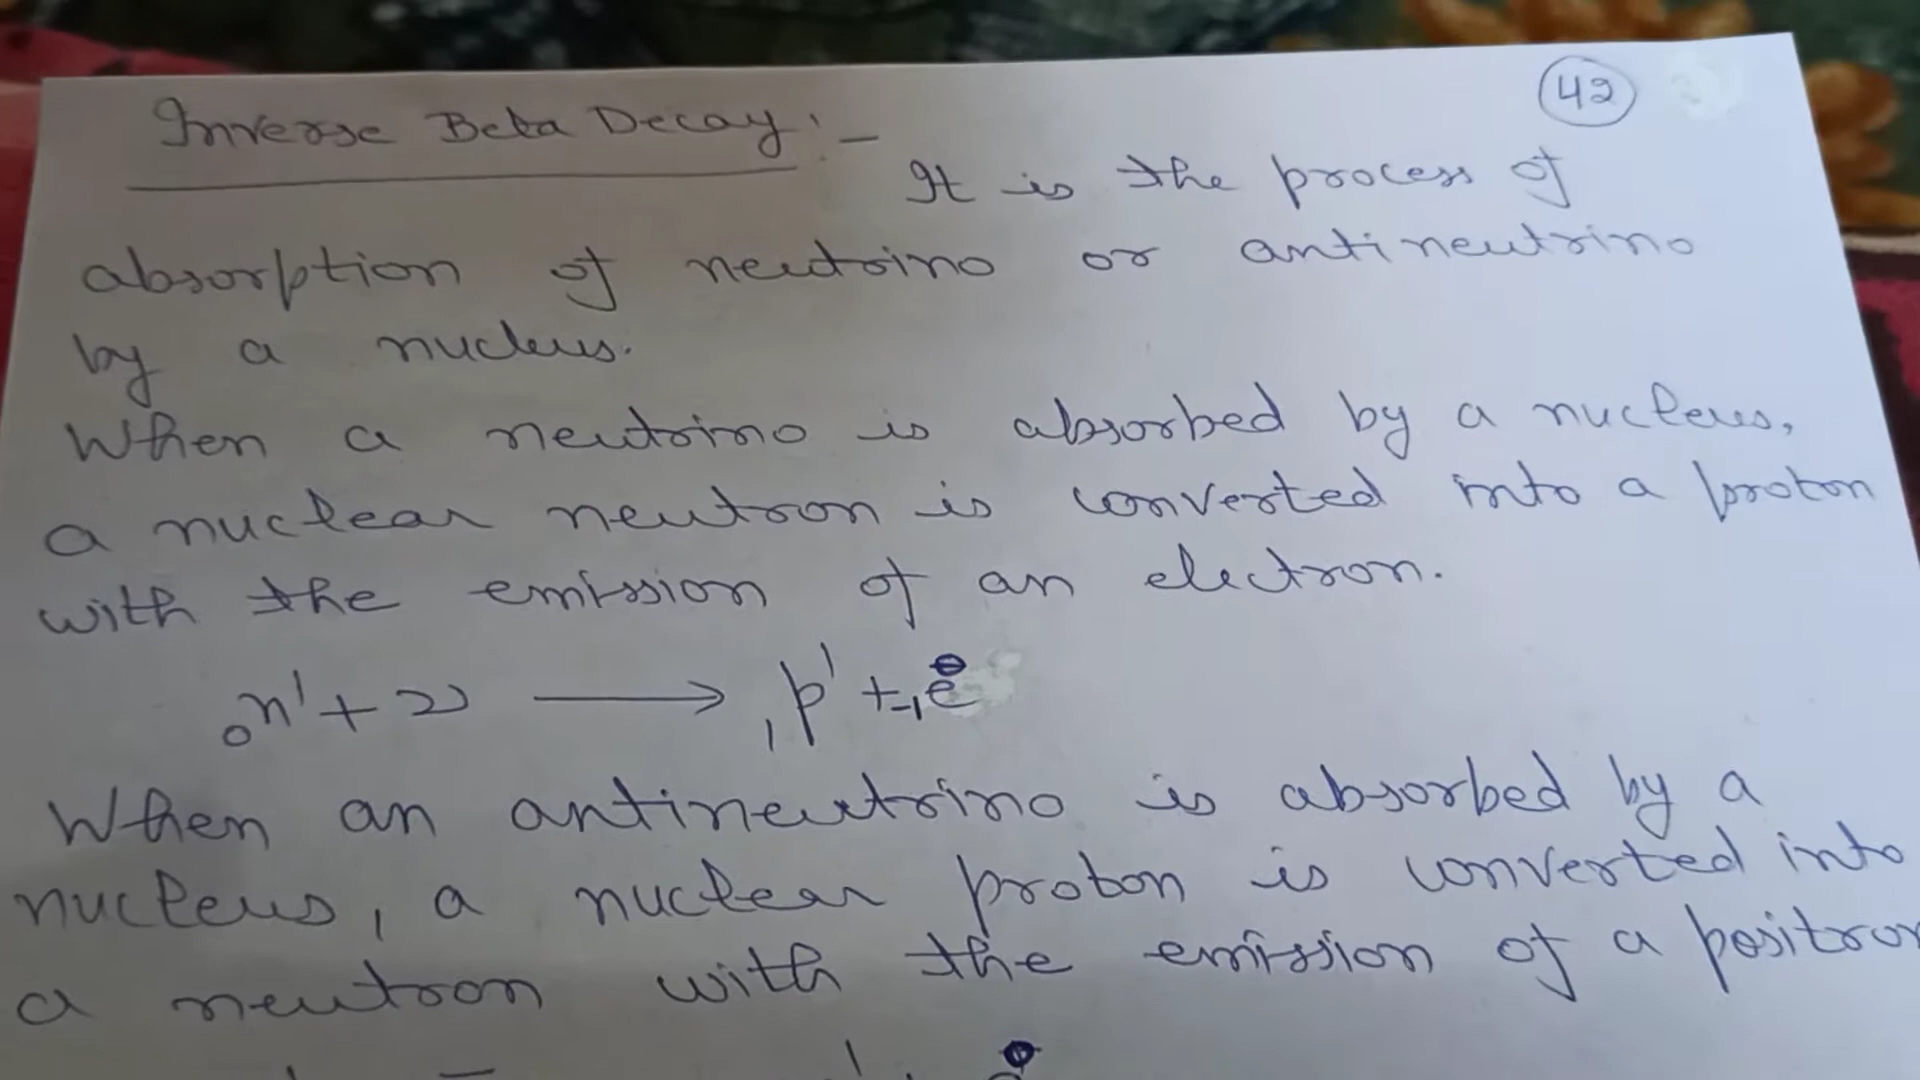 42
Inverse Beta Decay:-
It is the process of
absorption of neutrino or antineutrino
by a nucleus.
When a neutrino is absorbed by a nucleus,
a nuclear neutron is converted into a proton
with the emission of an electron.
₀n¹ + ν ⟶ ₁p¹ + ₋₁e⁰
When an antineutrino is absorbed by a
nucleus, a nuclear proton is converted into
a neutron with the emission of a positron